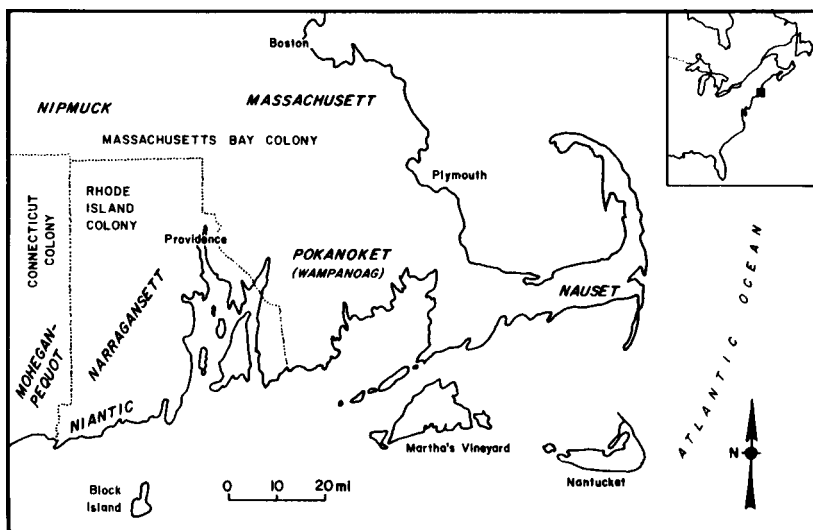 Boston
MASSACHUSETT
NIPMUCK
MASSACHUSETTS BAY COLONY
Plymouth
RHODE
ISLAND
COLONY
CONNECTICUT
COLONY
Providence
POKANOKET
(WAMPANOAG)
NAUSET
NARRAGANSETT
MOHEGAN-
PEQUOT
NIANTIC
ATLANTIC OCEAN
Martha's Vineyard
Nantucket
Block
Island
0 10 20 mi
N